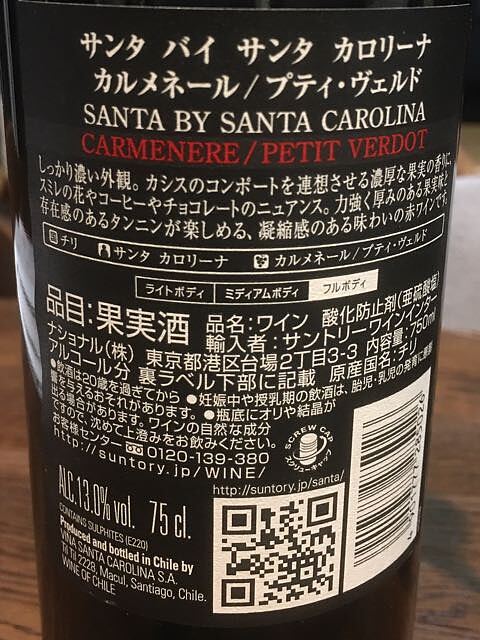 サンタ バイ サンタ カロリーナ
カルメネール/プティ・ヴェルド
SANTA BY SANTA CAROLINA
CARMENERE/PETIT VERDOT
しっかり濃い外観。カシスのコンポートを連想させる濃厚な果実の香りに、
スミレの花やコーヒーやチョコレートのニュアンス。力強く厚みのある果実味と
存在感のあるタンニンが楽しめる、凝縮感のある味わいの赤ワインです。
チリ サンタ カロリーナ カルメネール/プティ・ヴェルド
ライトボディ ミディアムボディ フルボディ
品目:果実酒 品名:ワイン 酸化防止剤(亜硫酸塩)
輸入者:サントリーワインインター
ナショナル(株) 東京都港区台場2丁目3-3 内容量:750ml
アルコール分 裏ラベル下部に記載 原産国名:チリ
●飲酒は20歳を過ぎてから ●妊娠中や授乳期の飲酒は、胎児・乳児の発育に悪影
響を与えるおそれがあります。 ●瓶底にオリや結晶が
出る場合があります。ワインの自然な成分
ですので、沈めて上澄みをお飲みください。
お客様センター 0120-139-380
http://suntory.jp/WINE/
SCREW CAP
スクリューキャップ
http://suntory.jp/santa/
ALC.13.0% vol. 75 cl.
CONTAINS SULPHITES (E220)
Produced and bottled in Chile by
VIÑA SANTA CAROLINA S.A.
Til Til 2228, Macul, Santiago, Chile.
WINE OF CHILE